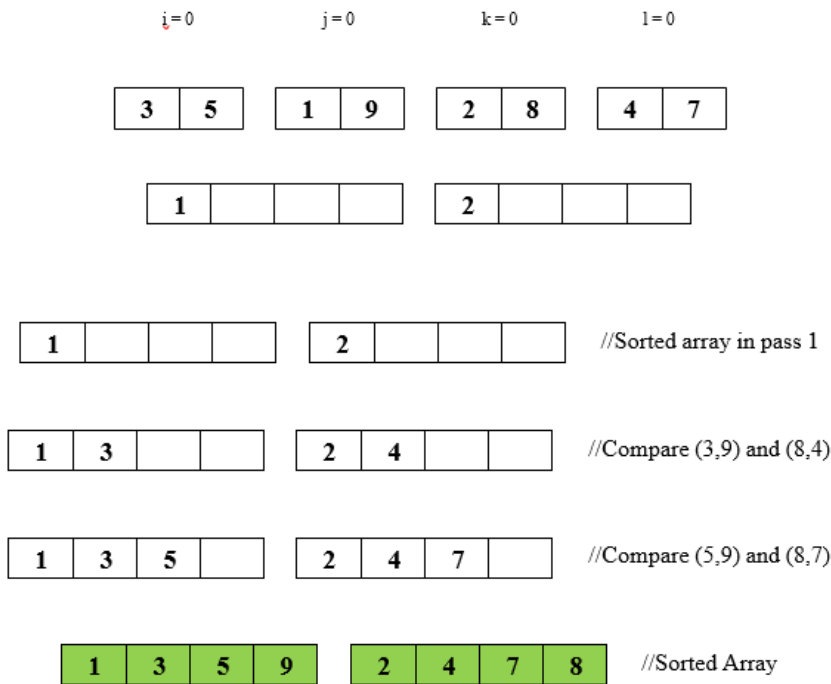 i = 0 j = 0 k = 0 l = 0
3 5 1 9 2 8 4 7
1 2
1 2 //Sorted array in pass 1
1 3 2 4 //Compare (3,9) and (8,4)
1 3 5 2 4 7 //Compare (5,9) and (8,7)
1 3 5 9 2 4 7 8 //Sorted Array